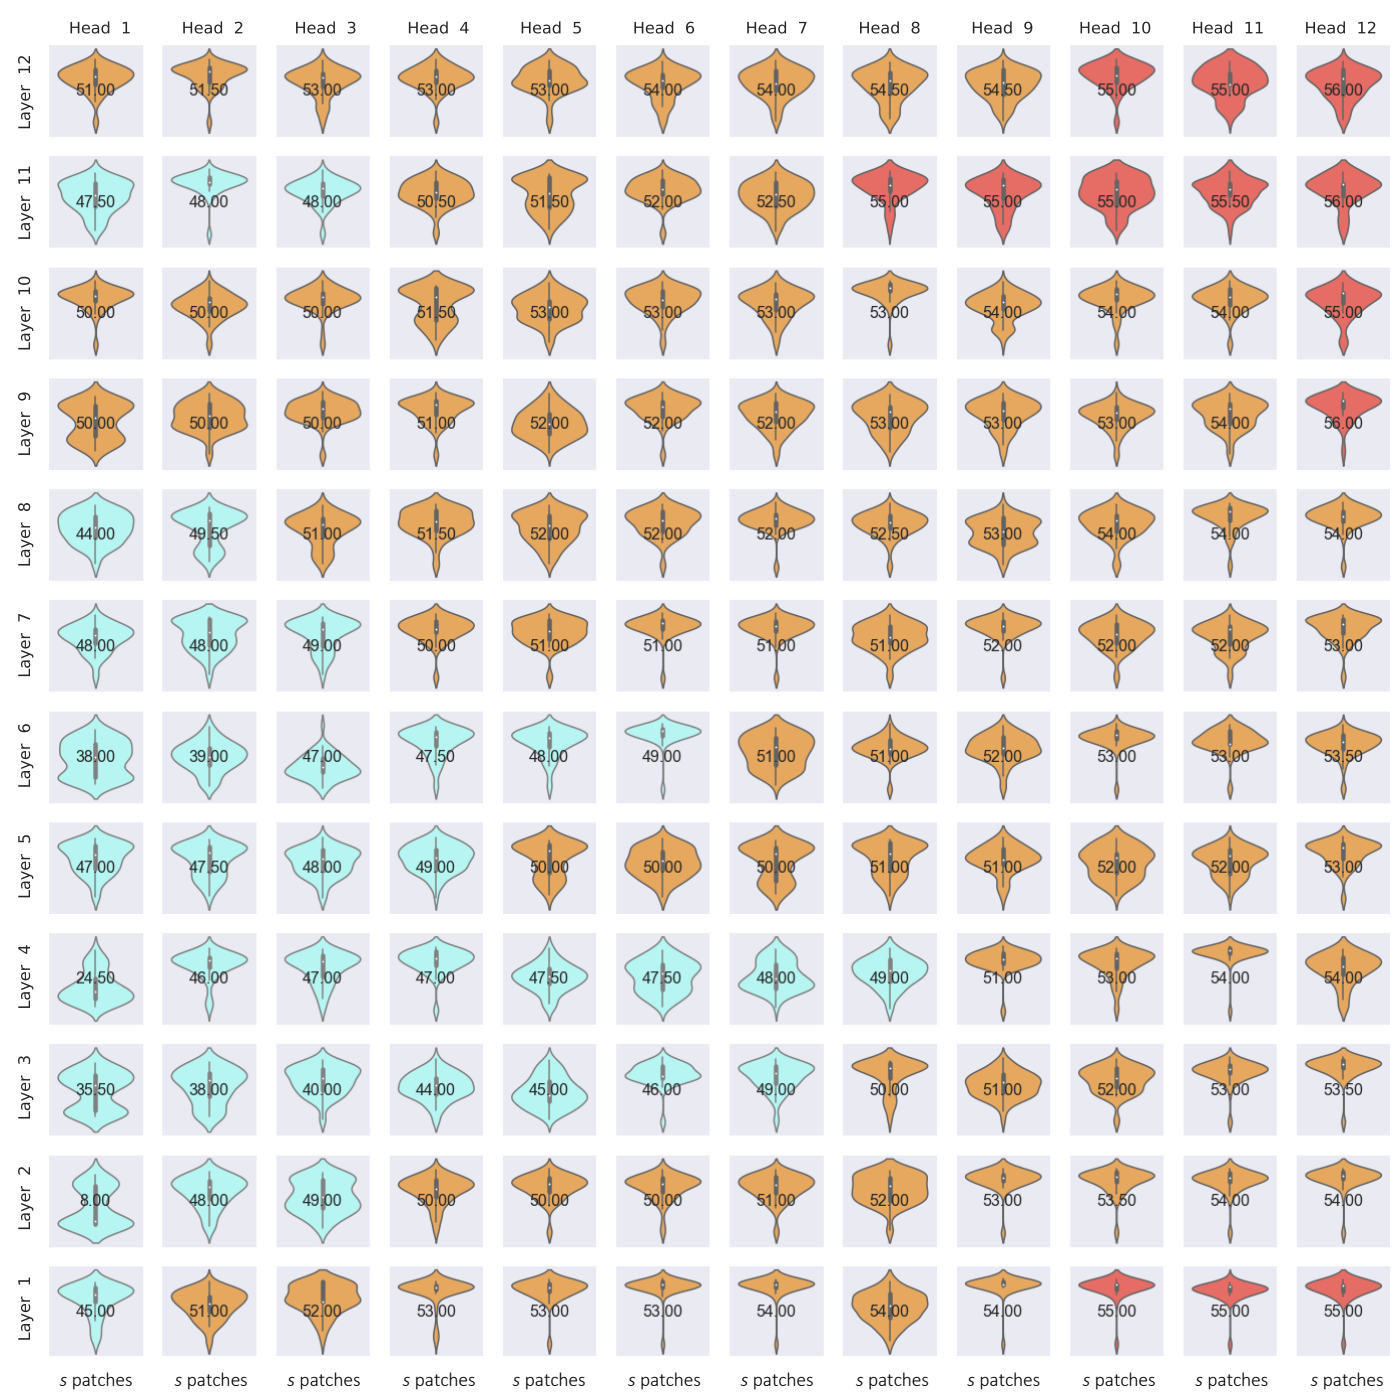 Head 1 Head 2 Head 3 Head 4 Head 5 Head 6 Head 7 Head 8 Head 9 Head 10 Head 11 Head 12
Layer 12 51.00 51.50 53.00 53.00 53.00 54.00 54.00 54.50 54.50 55.00 55.00 56.00
Layer 11 47.50 48.00 48.00 50.50 51.50 52.00 52.50 55.00 55.00 55.00 55.50 56.00
Layer 10 50.00 50.00 50.00 51.50 53.00 53.00 53.00 53.00 54.00 54.00 54.00 55.00
Layer 9 50.00 50.00 50.00 51.00 52.00 52.00 52.00 53.00 53.00 53.00 54.00 56.00
Layer 8 44.00 49.50 51.00 51.50 52.00 52.00 52.00 52.50 53.00 54.00 54.00 54.00
Layer 7 48.00 48.00 49.00 50.00 51.00 51.00 51.00 51.00 52.00 52.00 52.00 53.00
Layer 6 38.00 39.00 47.00 47.50 48.00 49.00 51.00 51.00 52.00 53.00 53.00 53.50
Layer 5 47.00 47.50 48.00 49.00 50.00 50.00 50.00 51.00 51.00 52.00 52.00 53.00
Layer 4 24.50 46.00 47.00 47.00 47.50 47.50 48.00 49.00 51.00 53.00 54.00 54.00
Layer 3 35.50 38.00 40.00 44.00 45.00 46.00 49.00 50.00 51.00 52.00 53.00 53.50
Layer 2 8.00 48.00 49.00 50.00 50.00 50.00 51.00 52.00 53.00 53.50 54.00 54.00
Layer 1 45.00 51.00 52.00 53.00 53.00 53.00 54.00 54.00 54.00 55.00 55.00 55.00
s patches s patches s patches s patches s patches s patches s patches s patches s patches s patches s patches s patches